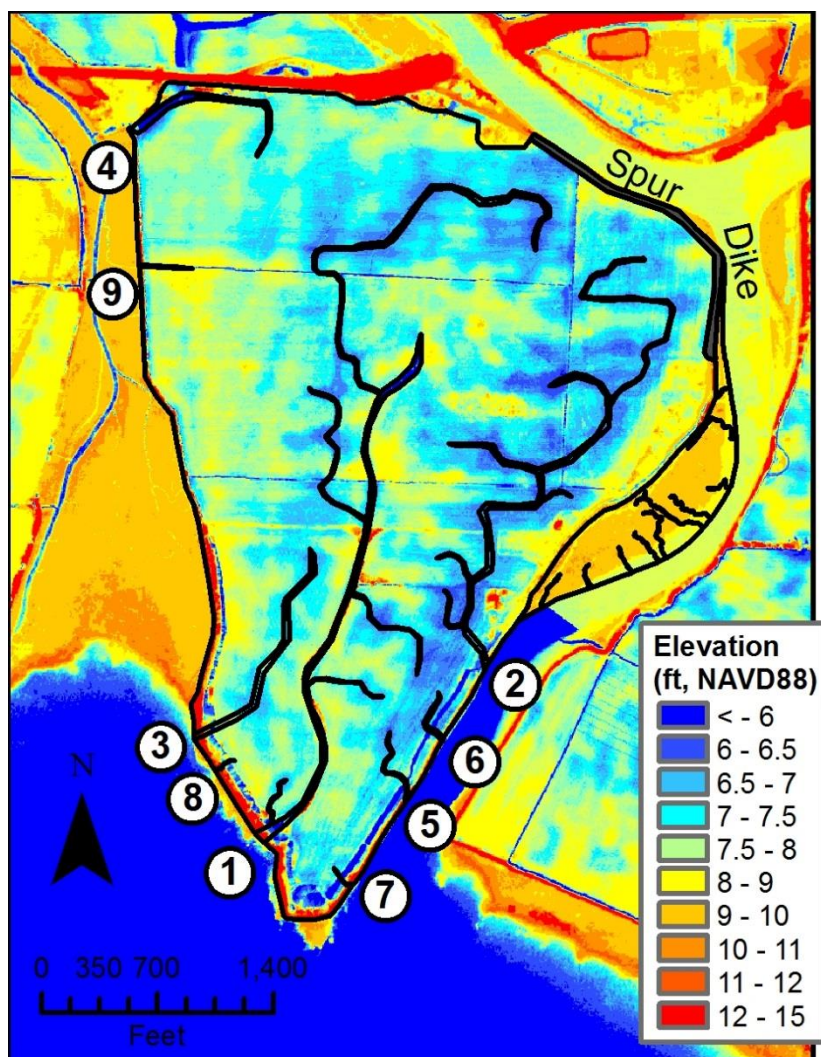 4
Spur
Dike
9
2
3
6
8
5
1
7
N
0 350 700 1,400
Feet
Elevation
(ft, NAVD88)
< - 6
6 - 6.5
6.5 - 7
7 - 7.5
7.5 - 8
8 - 9
9 - 10
10 - 11
11 - 12
12 - 15